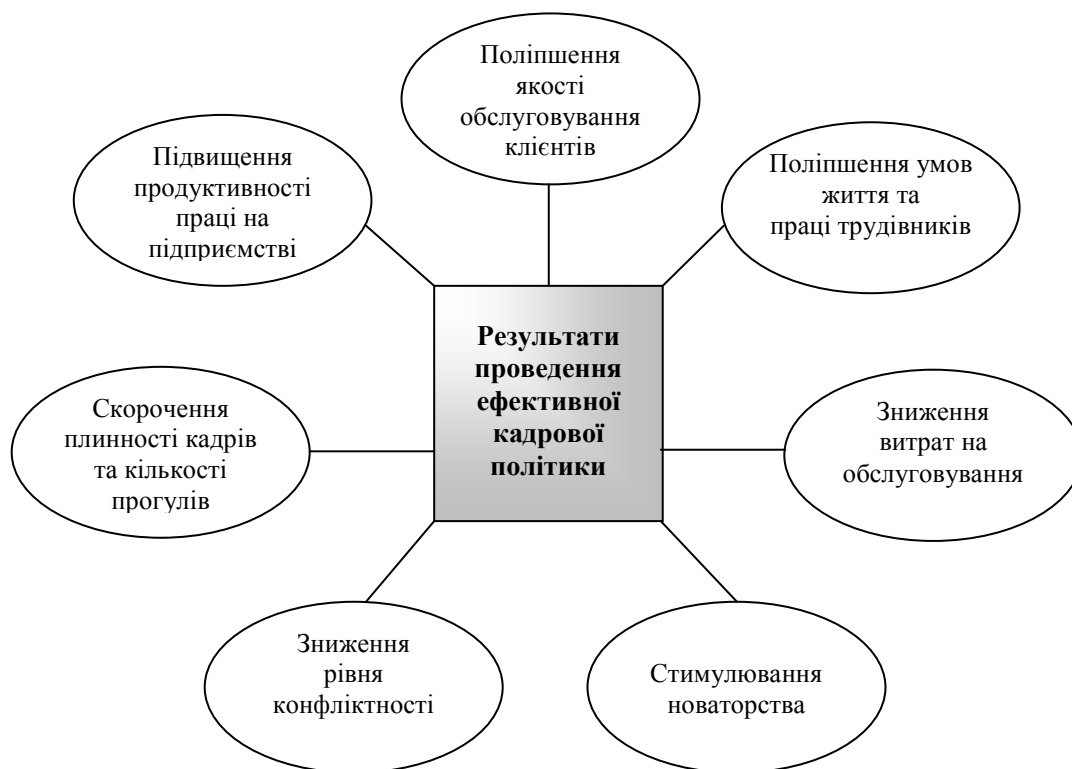 Поліпшення
якості
обслуговування
клієнтів
Підвищення
продуктивності
праці на
підприємстві
Поліпшення умов
життя та
праці трудівників
Результати
проведення
ефективної
кадрової
політики
Скорочення
плинності кадрів
та кількості
прогулів
Зниження
витрат на
обслуговування
Зниження
рівня
конфліктності
Стимулювання
новаторства